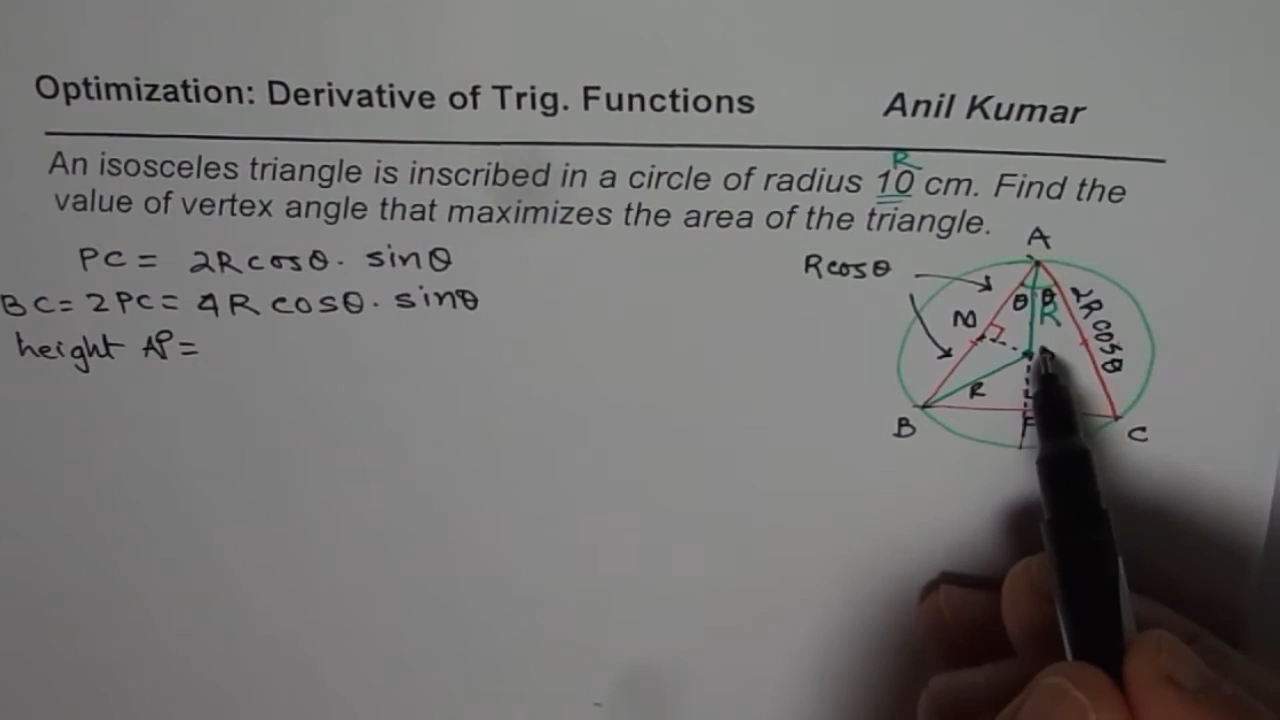 Optimization: Derivative of Trig. Functions Anil Kumar
R
An isosceles triangle is inscribed in a circle of radius 10 cm. Find the
value of vertex angle that maximizes the area of the triangle.
PC = 2Rcosθ · sinθ
BC = 2PC = 4Rcosθ · sinθ
height AP =
A
Rcosθ
θ θ
R
2Rcosθ
R
B
C